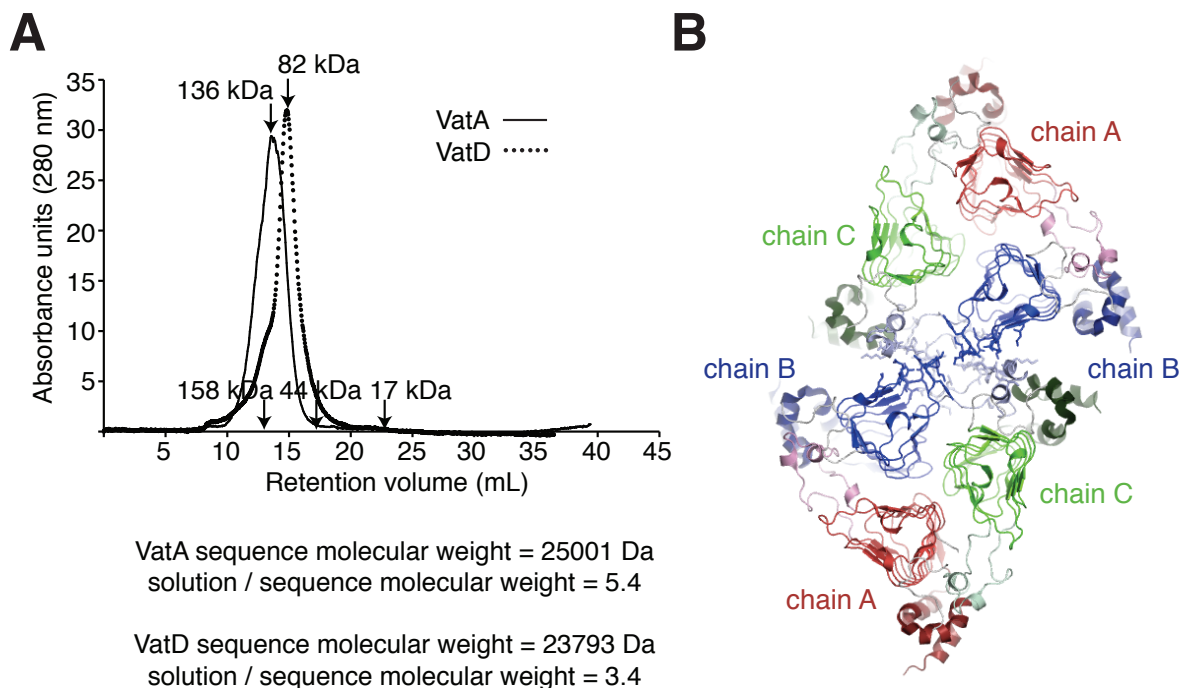 A
B
82 kDa
136 kDa
VatA
VatD
35
30
25
20
15
10
5
Absorbance units (280 nm)
158 kDa 44 kDa 17 kDa
5 10 15 20 25 30 35 40 45
Retention volume (mL)
VatA sequence molecular weight = 25001 Da
solution / sequence molecular weight = 5.4
VatD sequence molecular weight = 23793 Da
solution / sequence molecular weight = 3.4
chain A
chain C
chain B
chain B
chain C
chain A